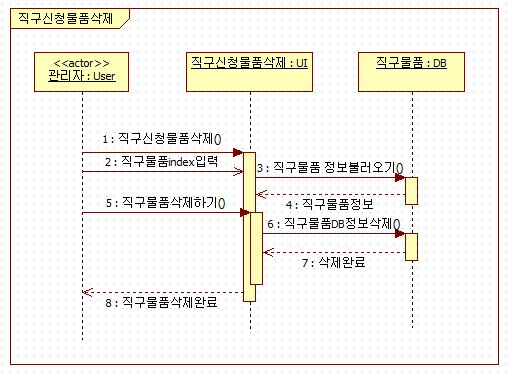 직구신청물품삭제
<<actor>>
관리자 : User
직구신청물품삭제 : UI
직구물품 : DB
1 : 직구신청물품삭제()
2 : 직구물품index입력
3 : 직구물품 정보불러오기()
4 : 직구물품정보
5 : 직구물품삭제하기()
6 : 직구물품DB정보삭제()
7 : 삭제완료
8 : 직구물품삭제완료